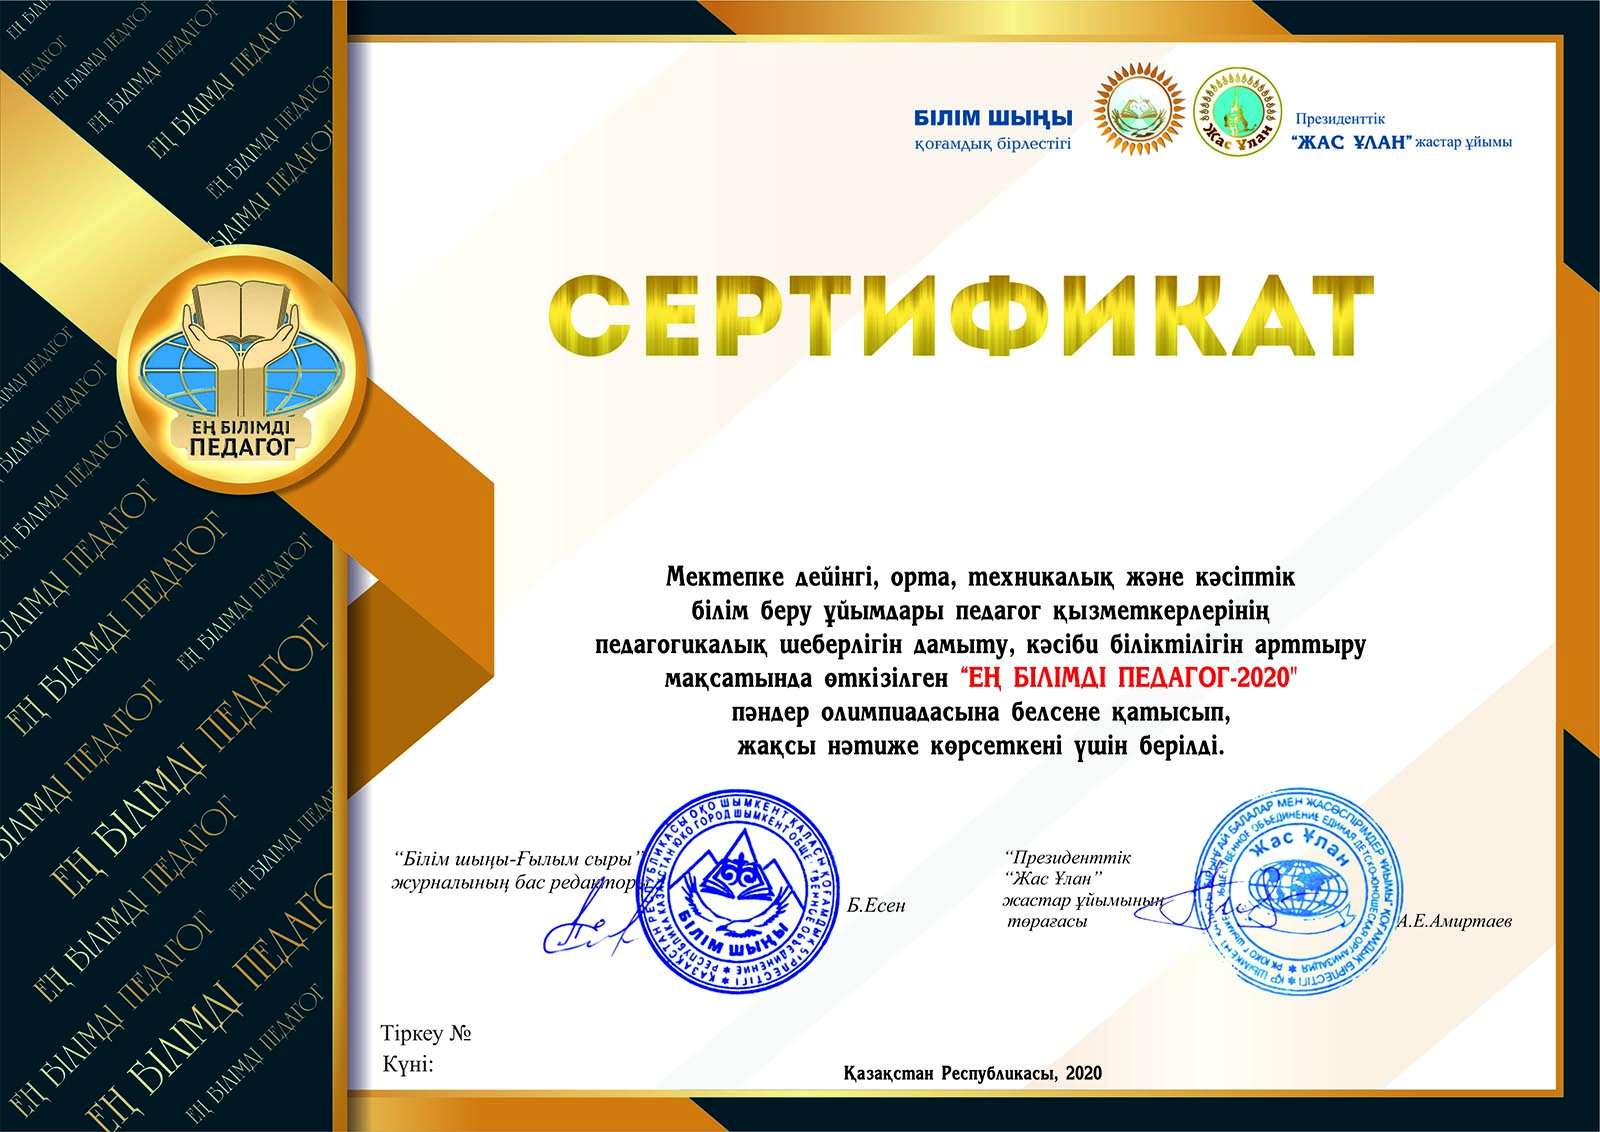 БІЛІМ ШЫҢЫ
қоғамдық бірлестігі
Жас Ұлан
Президенттік
“ЖАС ҰЛАН” жастар ұйымы
СЕРТИФИКАТ
ЕҢ БІЛІМДІ
ПЕДАГОГ
Мектепке дейінгі, орта, техникалық және кәсіптік
білім беру ұйымдары педагог қызметкерлерінің
педагогикалық шеберлігін дамыту, кәсіби біліктілігін арттыру
мақсатында өткізілген “ЕҢ БІЛІМДІ ПЕДАГОГ-2020"
пәндер олимпиадасына белсене қатысып,
жақсы нәтиже көрсеткені үшін берілді.
“Білім шыңы-Ғылым сыры”
журналының бас редакторы
Б.Есен
БІЛІМ ШЫҢЫ
“Президенттік
“Жас Ұлан”
жастар ұйымының
төрағасы
Жас Ұлан
А.Е.Амиртаев
Тіркеу №
Күні:
Қазақстан Республикасы, 2020